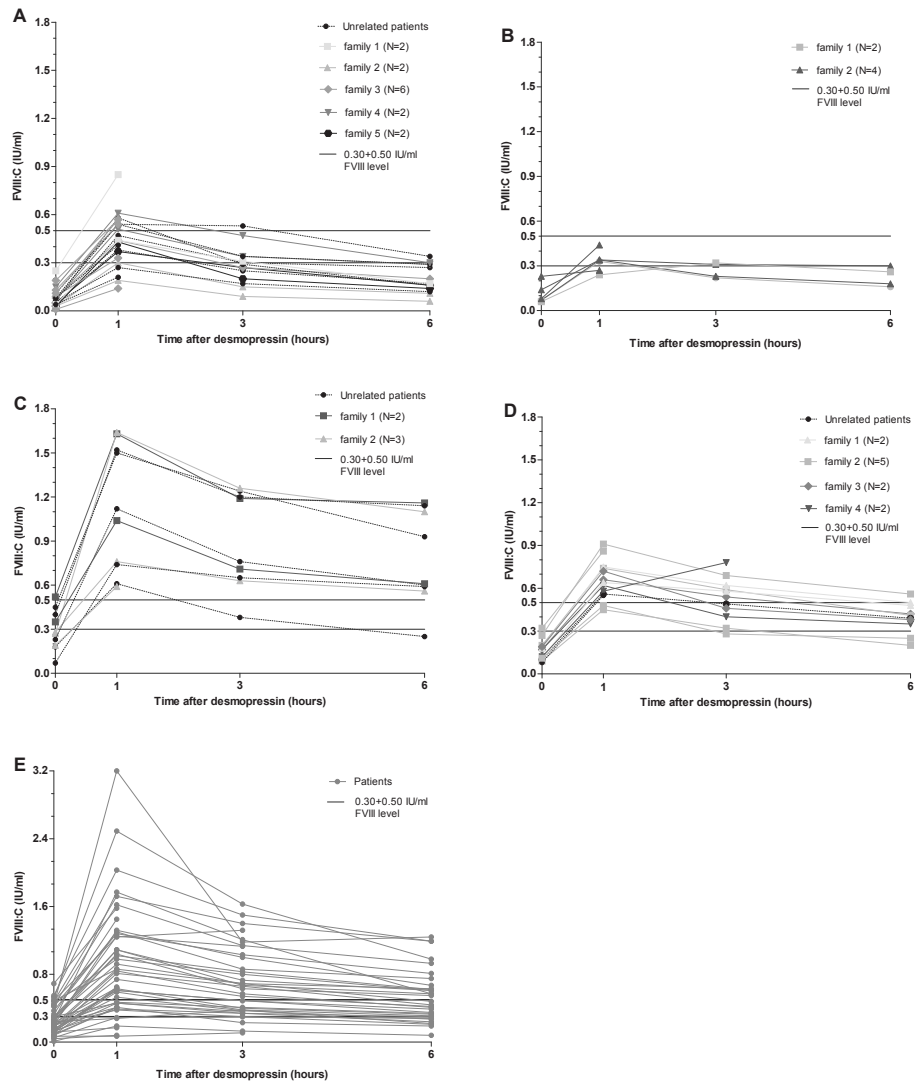 A
1.8
1.5
1.2
0.9
0.6
0.5
0.3
0.0
FVIII:C (IU/ml)
0
1
3
6
Time after desmopressin (hours)
Unrelated patients
family 1 (N=2)
family 2 (N=2)
family 3 (N=6)
family 4 (N=2)
family 5 (N=2)
0.30+0.50 IU/ml
FVIII level
B
1.8
1.5
1.2
0.9
0.6
0.5
0.3
0.0
FVIII:C (IU/ml)
0
1
3
6
Time after desmopressin (hours)
family 1 (N=2)
family 2 (N=4)
0.30+0.50 IU/ml
FVIII level
C
1.8
1.5
1.2
0.9
0.6
0.5
0.3
0.0
FVIII:C (IU/ml)
0
1
3
6
Time after desmopressin (hours)
Unrelated patients
family 1 (N=2)
family 2 (N=3)
0.30+0.50 IU/ml
FVIII level
D
1.8
1.5
1.2
0.9
0.6
0.5
0.3
0.0
FVIII:C (IU/ml)
0
1
3
6
Time after desmopressin (hours)
Unrelated patients
family 1 (N=2)
family 2 (N=5)
family 3 (N=2)
family 4 (N=2)
0.30+0.50 IU/ml
FVIII level
E
3.2
2.4
1.6
0.8
0.5
0.3
0.0
FVIII:C (IU/ml)
0
1
3
6
Time after desmopressin (hours)
Patients
0.30+0.50 IU/ml
FVIII level